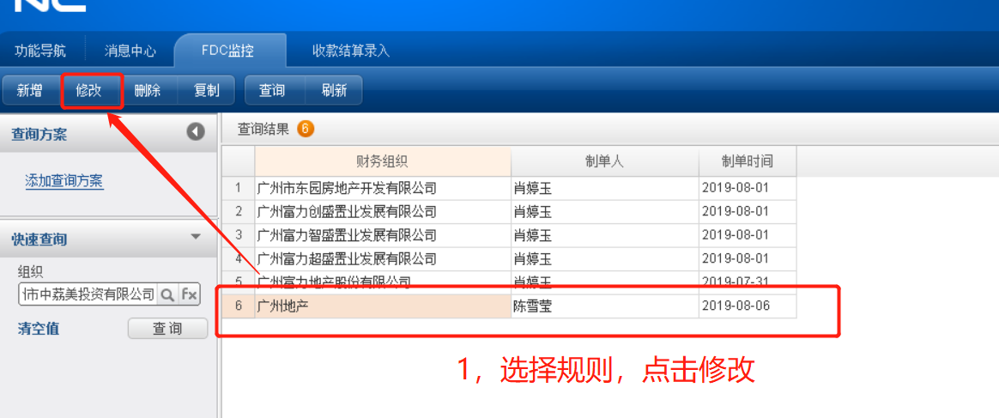 NC
功能导航 消息中心 FDC监控 收款结算录入
新增 修改 删除 复制 查询 刷新
查询方案
查询结果 6
添加查询方案
财务组织 制单人 制单时间
1 广州市东园房地产开发有限公司 肖婷玉 2019-08-01
2 广州富力创盛置业发展有限公司 肖婷玉 2019-08-01
3 广州富力智盛置业发展有限公司 肖婷玉 2019-08-01
4 广州富力超盛置业发展有限公司 肖婷玉 2019-08-01
5 广州富力地产股份有限公司 肖婷玉 2019-07-31
6 广州地产 陈雪莹 2019-08-06
快速查询
组织
市中荔美投资有限公司 Fx
清空值 查询
1，选择规则，点击修改